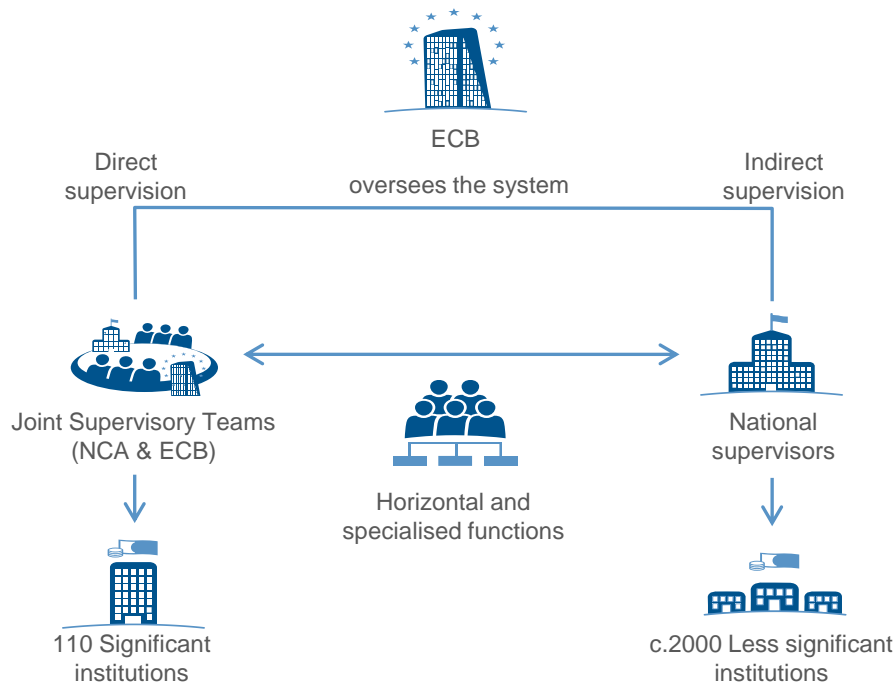 ECB
Direct
supervision
oversees the system
Indirect
supervision
Joint Supervisory Teams
(NCA & ECB)
Horizontal and
specialised functions
National
supervisors
110 Significant
institutions
c.2000 Less significant
institutions